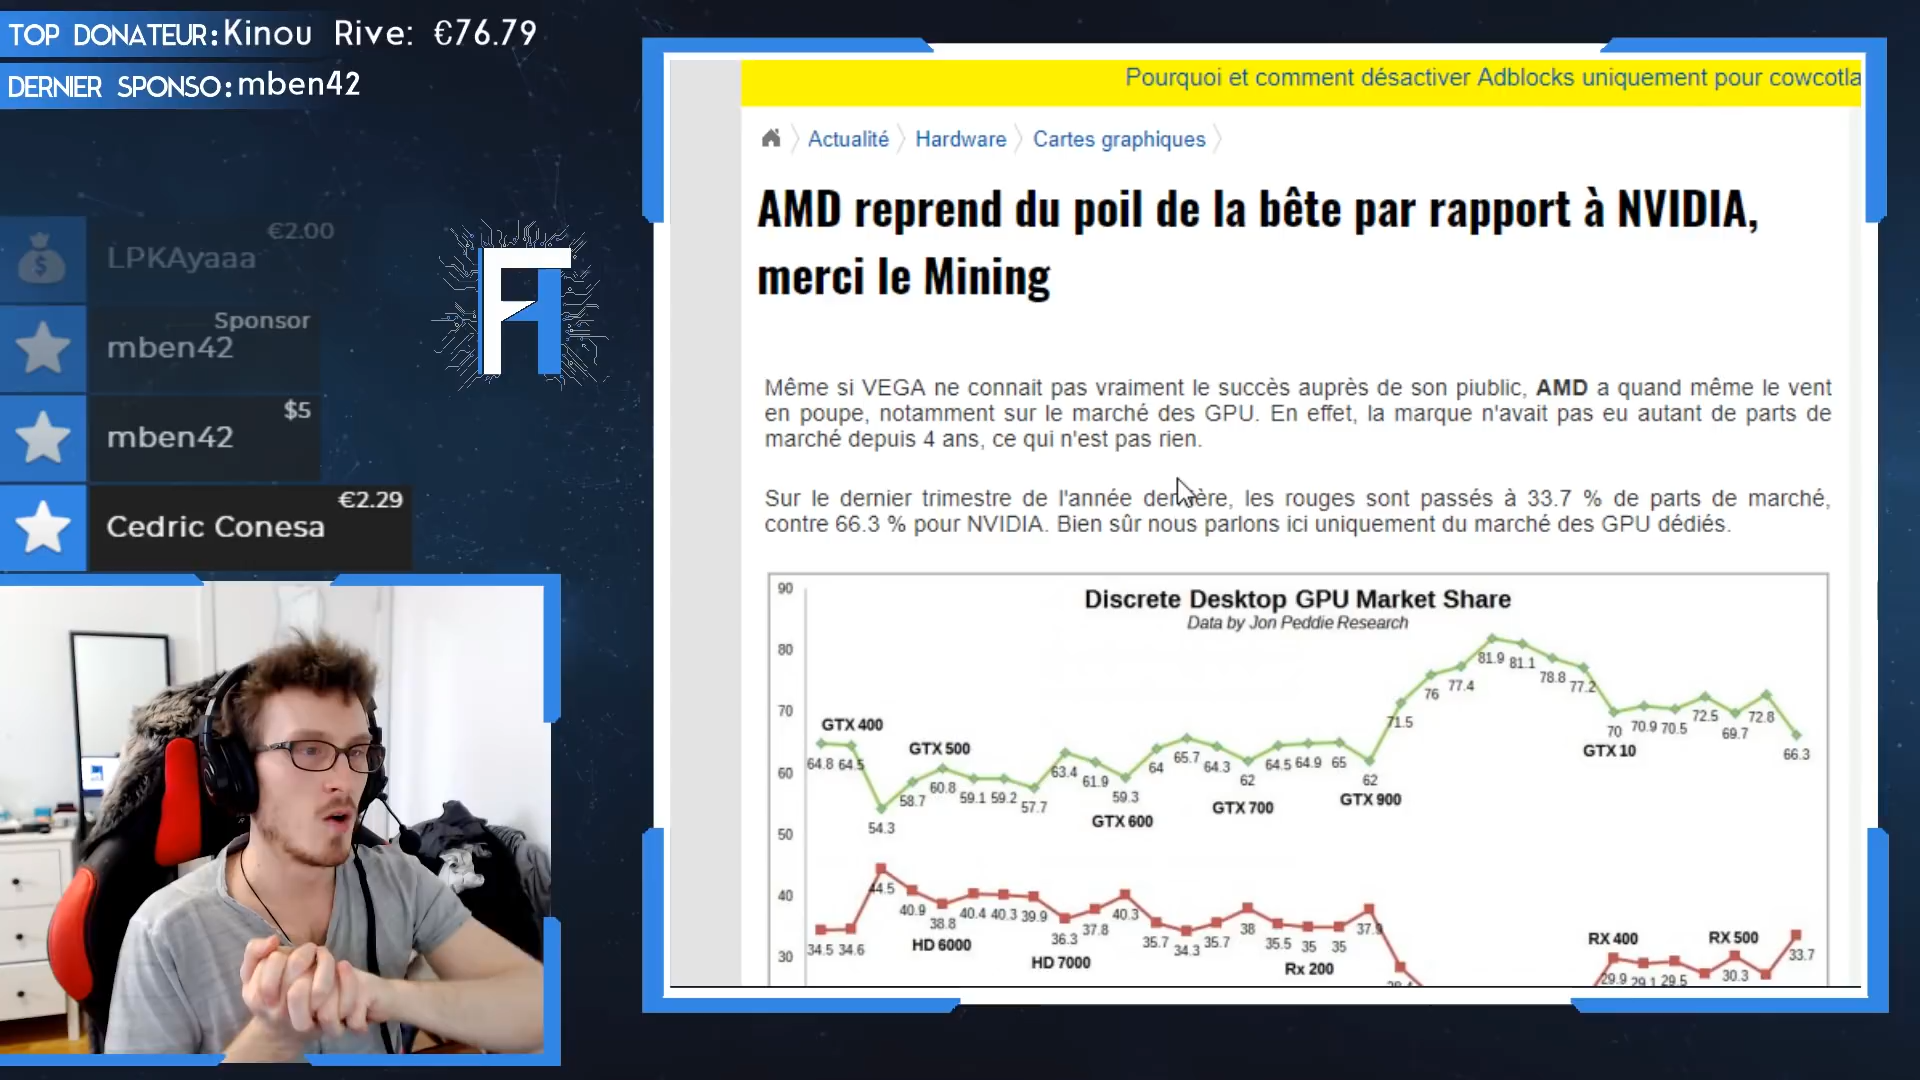 TOP DONATEUR:Kinou Rive: €76.79
DERNIER SPONSO:mben42
€2.00
LPKAyaaa
Sponsor
mben42
$5
mben42
€2.29
Cedric Conesa
Pourquoi et comment désactiver Adblocks uniquement pour cowcotla
Actualité Hardware Cartes graphiques
AMD reprend du poil de la bête par rapport à NVIDIA,
merci le Mining
Même si VEGA ne connait pas vraiment le succès auprès de son piublic, AMD a quand même le vent
en poupe, notamment sur le marché des GPU. En effet, la marque n'avait pas eu autant de parts de
marché depuis 4 ans, ce qui n'est pas rien.
Sur le dernier trimestre de l'année dernière, les rouges sont passés à 33.7 % de parts de marché,
contre 66.3 % pour NVIDIA. Bien sûr nous parlons ici uniquement du marché des GPU dédiés.
Discrete Desktop GPU Market Share
Data by Jon Peddie Research
90
80
70
60
50
40
30
GTX 400
GTX 500
GTX 600
GTX 700
GTX 900
GTX 10
64.8 64.5 54.3 58.7 60.8 59.1 59.2 57.7 63.4 61.9 59.3 64 65.7 64.3 62 64.5 64.9 65 62 71.5 76 77.4 81.9 81.1 78.8 77.2 70 70.9 70.5 72.5 69.7 72.8 66.3
34.5 34.6 44.5 40.9 38.8 40.4 40.3 39.9 36.3 37.8 40.3 35.7 34.3 35.7 38 35.5 35 35 37.9 29.9 29.1 29.5 30.3 33.7
HD 6000
HD 7000
Rx 200
RX 400
RX 500